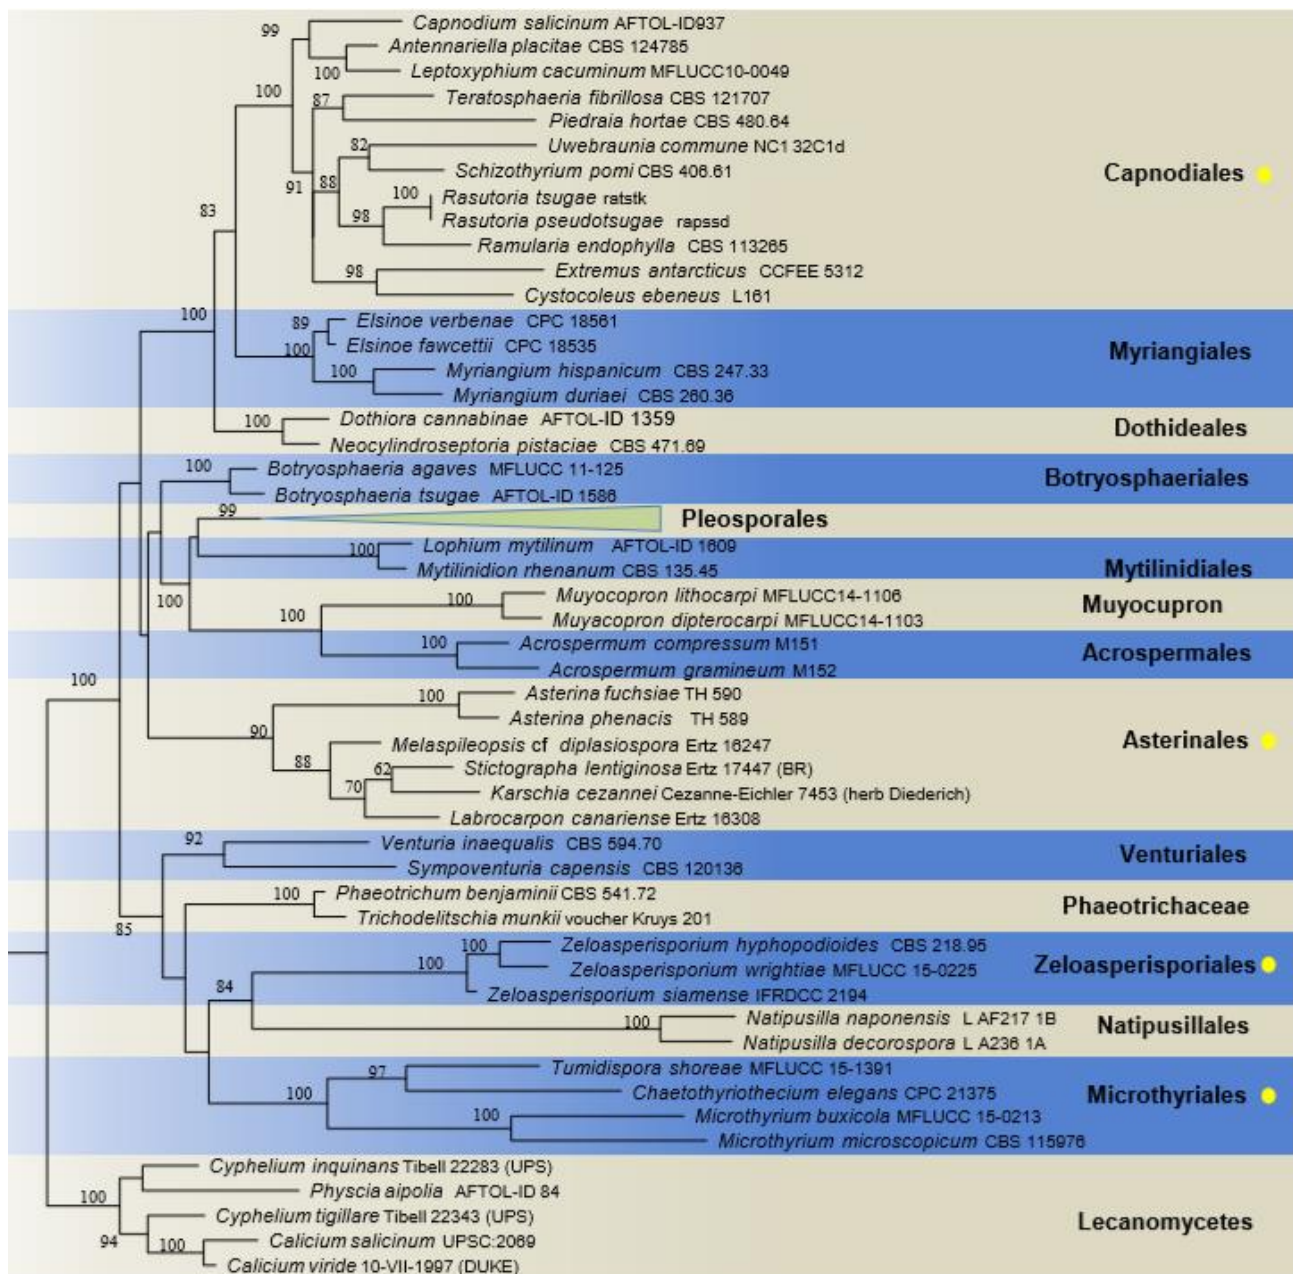 Capnodium salicinum AFTOL-ID937
99
Antennariella placitae CBS 124785
100
Leptoxyphium cacuminum MFLUCC10-0049
100
Teratosphaeria fibrillosa CBS 121707
87
Piedraia hortae CBS 480.64
Uwebraunia commune NC1 32C1d
82
Schizothyrium pomi CBS 406.61
Capnodiales
91
88
100
Rasutoria tsugae ratstk
Rasutoria pseudotsugae rapssd
83
98
Ramularia endophylla CBS 113265
Extremus antarcticus CCFEE 5312
98
Cystocoleus ebeneus L161
100
Elsinoe verbenae CPC 18561
89
Elsinoe fawcettii CPC 18535
100
Myriangiales
Myriangium hispanicum CBS 247.33
100
Myriangium duriaei CBS 260.36
Dothiora cannabinae AFTOL-ID 1359
100
Dothideales
Neocylindroseptoria pistaciae CBS 471.69
Botryosphaeria agaves MFLUCC 11-125
100
Botryosphaeriales
Botryosphaeria tsugae AFTOL-ID 1586
99
Pleosporales
Lophium mytilinum AFTOL-ID 1609
100
Mytilinidion rhenanum CBS 135.45
Mytilinidiales
100
Muyocopron lithocarpi MFLUCC14-1106
100
Muyocupron
100
Muyacopron dipterocarpi MFLUCC14-1103
Acrospermum compressum M151
100
Acrospermales
Acrospermum gramineum M152
100
Asterina fuchsiae TH 590
100
Asterina phenacis TH 589
90
Melaspileopsis cf diplasiospora Ertz 16247
Asterinales
88
Stictographa lentiginosa Ertz 17447 (BR)
62
70
Karschia cezannei Cezanne-Eichler 7453 (herb Diederich)
Labrocarpon canariense Ertz 16308
92
Venturia inaequalis CBS 594.70
Venturiales
Sympoventuria capensis CBS 120136
Phaeotrichum benjaminii CBS 541.72
100
Phaeotrichaceae
Trichodelitschia munkii voucher Kruys 201
85
Zeloasperisporium hyphopodioides CBS 218.95
100
100
Zeloasperisporium wrightiae MFLUCC 15-0225
Zeloasperisporiales
84
Zeloasperisporium siamense IFRDCC 2194
Natipusilla naponensis L AF217 1B
100
Natipusillales
Natipusilla decorospora L A236 1A
Tumidispora shoreae MFLUCC 15-1391
97
Chaetothyriothecium elegans CPC 21375
100
Microthyriales
Microthyrium buxicola MFLUCC 15-0213
100
Microthyrium microscopicum CBS 115976
Cyphelium inquinans Tibell 22283 (UPS)
100
Physcia aipolia AFTOL-ID 84
Cyphelium tigillare Tibell 22343 (UPS)
Lecanomycetes
94
Calicium salicinum UPSC:2069
100
Calicium viride 10-VII-1997 (DUKE)